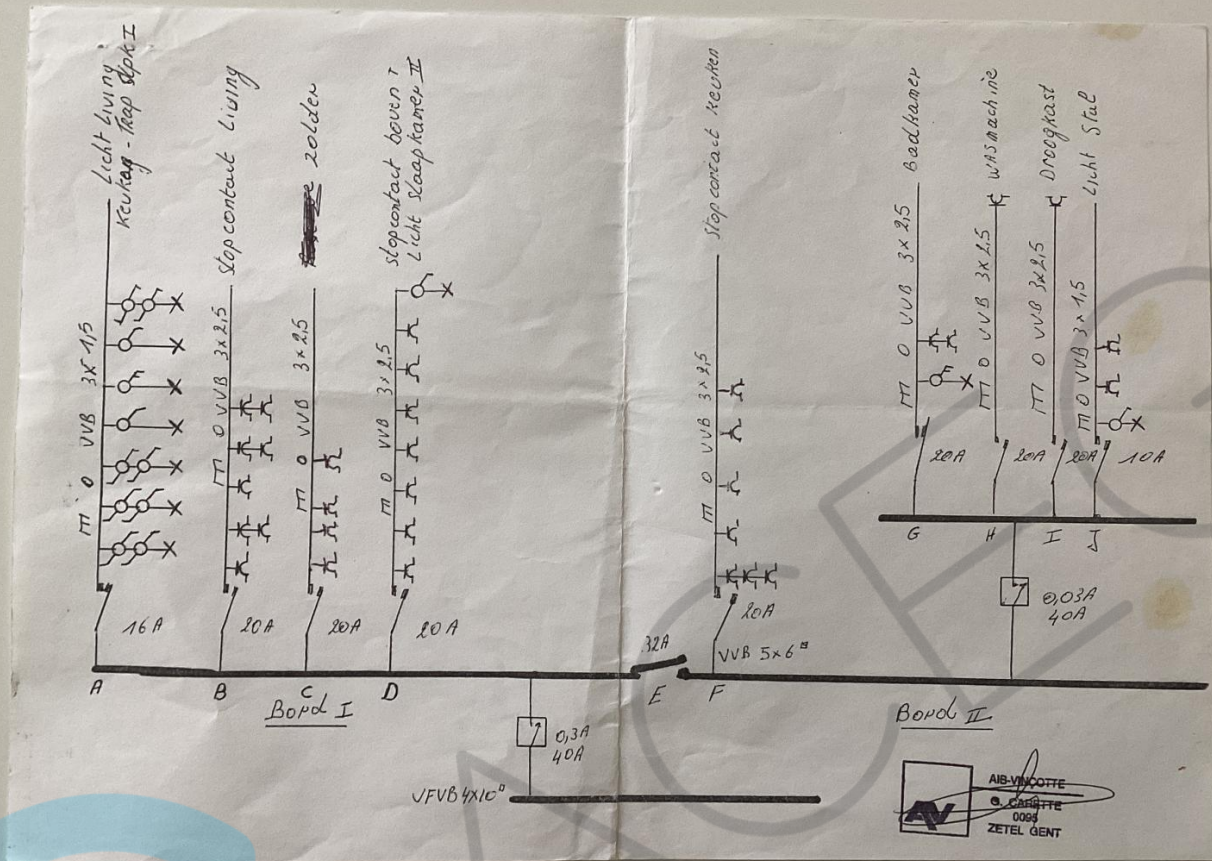 Licht Living
Keuken - Trap Slpk I
Stopcontact Living
zolder
Stopcontact boven +
Licht Slaapkamer II
Stopcontact Keuken
Badkamer
WASmachine
Droogkast
Licht Stal
VVB 3x1,5
VVB 3x2,5
VVB 3x2,5
VVB 3x2,5
VVB 3x2,5
VVB 3x2,5
VVB 3x2,5
VVB 3x2,5
VVB 3x1,5
16A
20A
20A
20A
20A
20A
20A
20A
10A
A
B
C
D
32A
E
F
VVB 5x6
G
H
I
J
Bord I
0,3A
40A
VFVB 4x10
0,03A
40A
Bord II
AV
AIB-VINÇOTTE
0095
ZETEL GENT